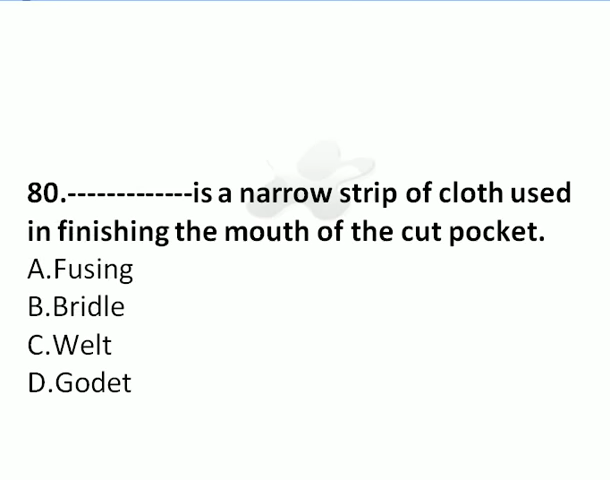 80.-------------is a narrow strip of cloth used
in finishing the mouth of the cut pocket.
A.Fusing
B.Bridle
C.Welt
D.Godet